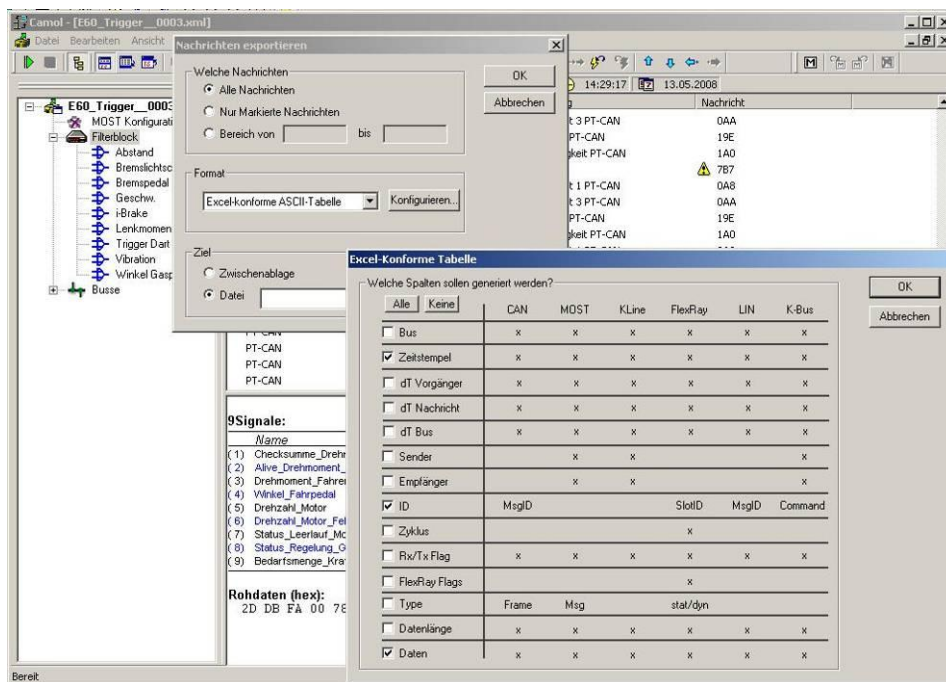 Camol - [E60_Trigger__0003.xml]
Datei Bearbeiten Ansicht
14:29:17 13.05.2008
E60_Trigger__0003
MOST Konfigurati
Filterblock
Abstand
Bremslichtsc
Bremspedal
Geschw.
i-Brake
Lenkmomen
Trigger Dart
Vibration
Winkel Gasp
Busse
Nachrichten exportieren
Welche Nachrichten
Alle Nachrichten
Nur Markierte Nachrichten
Bereich von bis
OK
Abbrechen
Format
Excel-konforme ASCII-Tabelle
Konfigurieren...
Ziel
Zwischenablage
Datei
g Nachricht
t 3 PT-CAN 0AA
PT-CAN 19E
gkeit PT-CAN 1A0
7B7
t 1 PT-CAN 0A8
t 3 PT-CAN 0AA
PT-CAN 19E
gkeit PT-CAN 1A0
PT-CAN
PT-CAN
PT-CAN
PT-CAN
9Signale:
Name
( 1) Checksumme_Drehr
( 2) Alive_Drehmoment_
( 3) Drehmoment_Fahrer
( 4) Winkel_Fahrpedal
( 5) Drehzahl_Motor
( 6) Drehzahl_Motor_Fel
( 7) Status_Leerlauf_Mo
( 8) Status_Regelung_G
( 9) Bedarfsmenge_Kra
Rohdaten (hex):
2D DB FA 00 78
Excel-Konforme Tabelle
Welche Spalten sollen generiert werden?
Alle Keine CAN MOST KLine FlexRay LIN K-Bus
Bus x x x x x x
Zeitstempel x x x x x x
dT Vorgänger x x x x x x
dT Nachricht x x x x x x
dT Bus x x x x x x
Sender x x x
Empfänger x x x
ID MsgID SlotID MsgID Command
Zyklus x
Rx/Tx Flag x x x x x x
FlexRay Flags x
Type Frame Msg stat/dyn
Datenlänge x x x x x x
Daten x x x x x x
OK
Abbrechen
Bereit